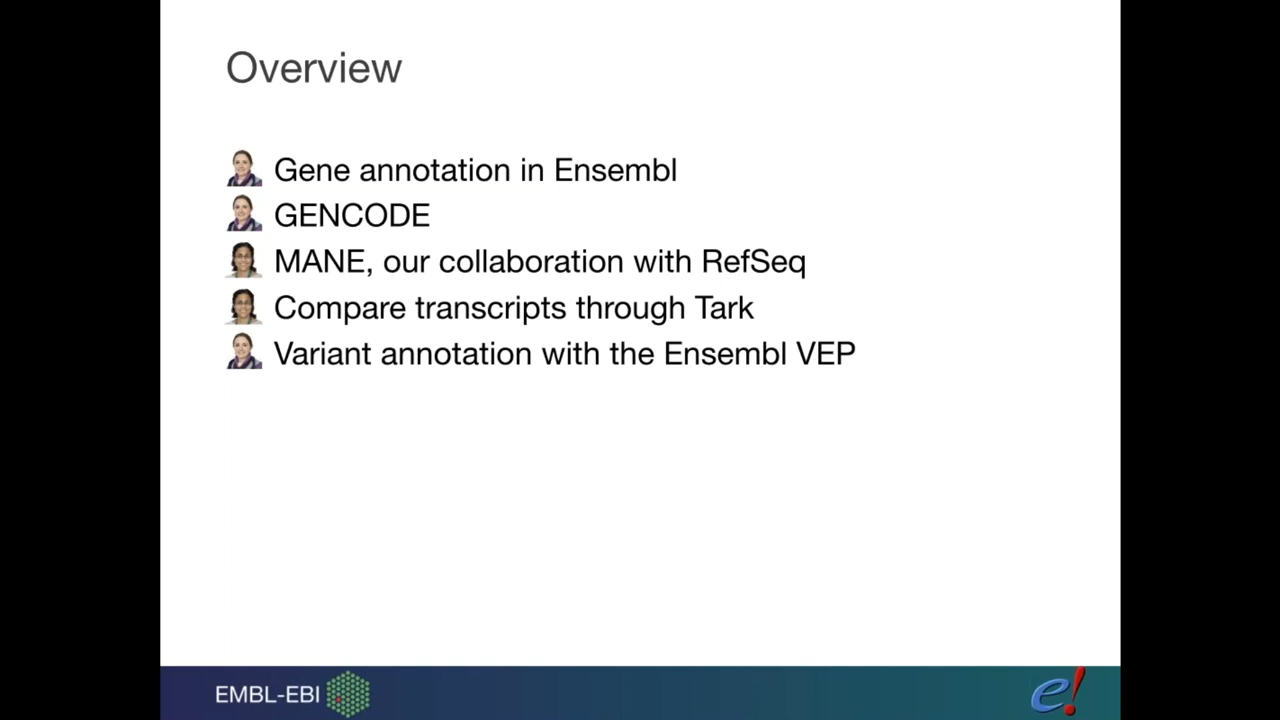 Overview
Gene annotation in Ensembl
GENCODE
MANE, our collaboration with RefSeq
Compare transcripts through Tark
Variant annotation with the Ensembl VEP
EMBL-EBI
e!